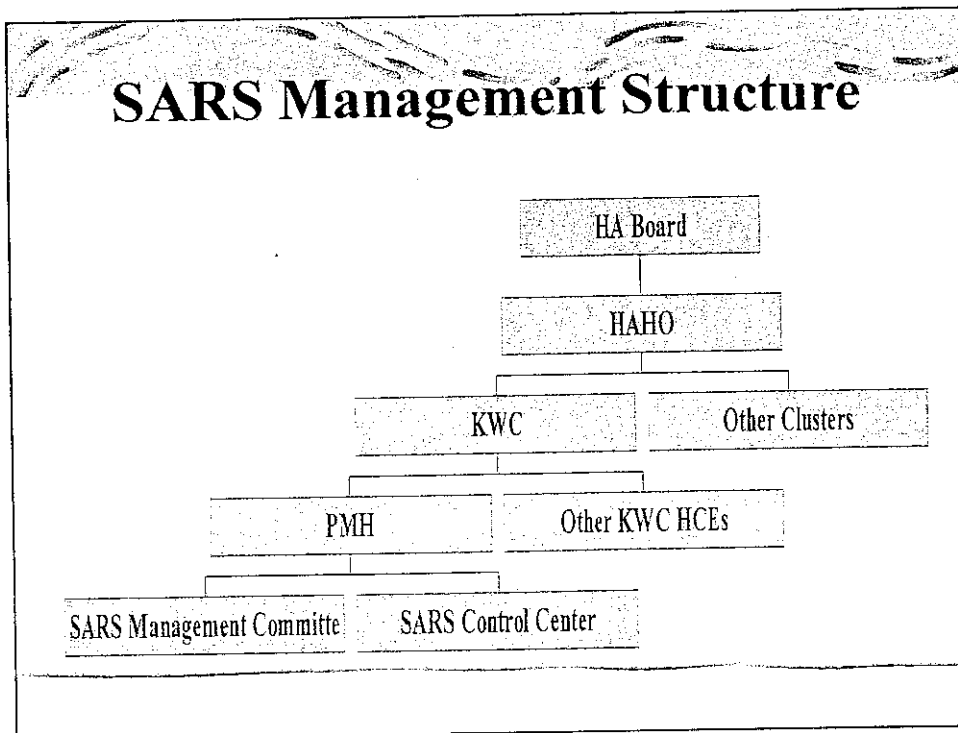 SARS Management Structure
HA Board
HAHO
KWC
Other Clusters
PMH
Other KWC HCEs
SARS Management Committe
SARS Control Center